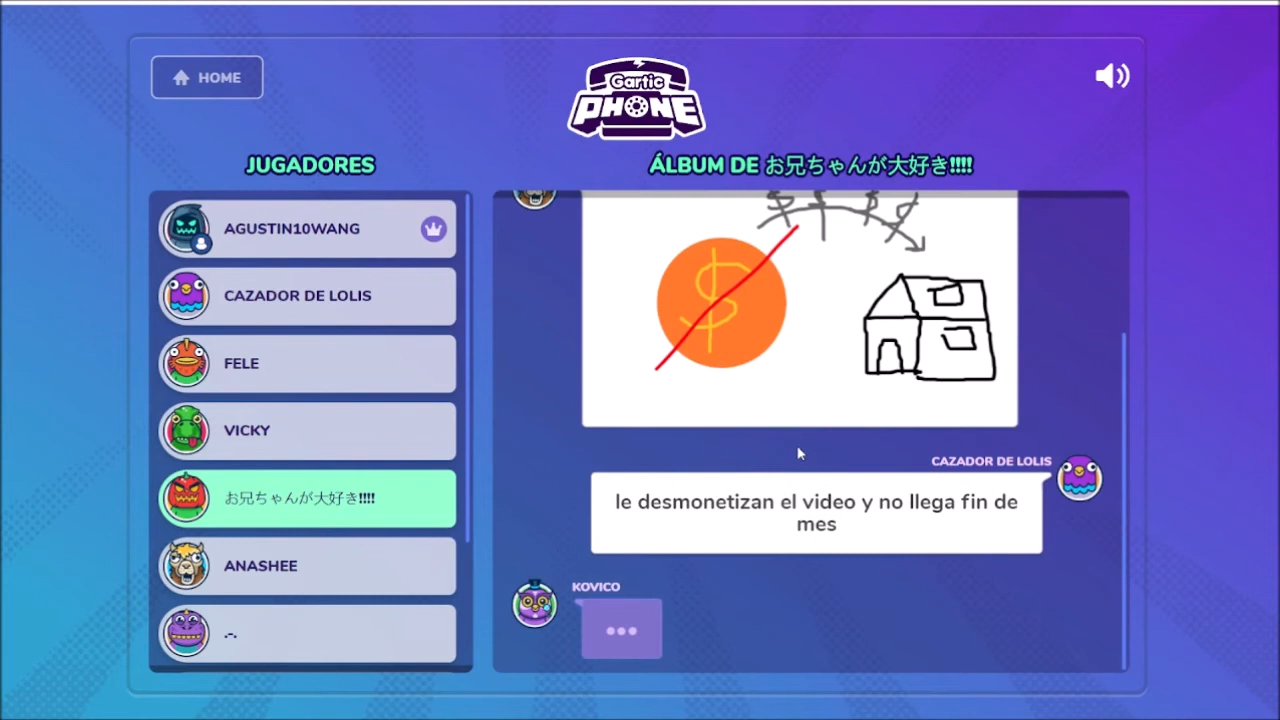 HOME
Gartic
PHONE
JUGADORES
ÁLBUM DE お兄ちゃんが大好き!!!!
AGUSTIN10WANG
CAZADOR DE LOLIS
FELE
VICKY
お兄ちゃんが大好き!!!!
ANASHEE
.-.
$
CAZADOR DE LOLIS
le desmonetizan el video y no llega fin de
mes
KOVICO